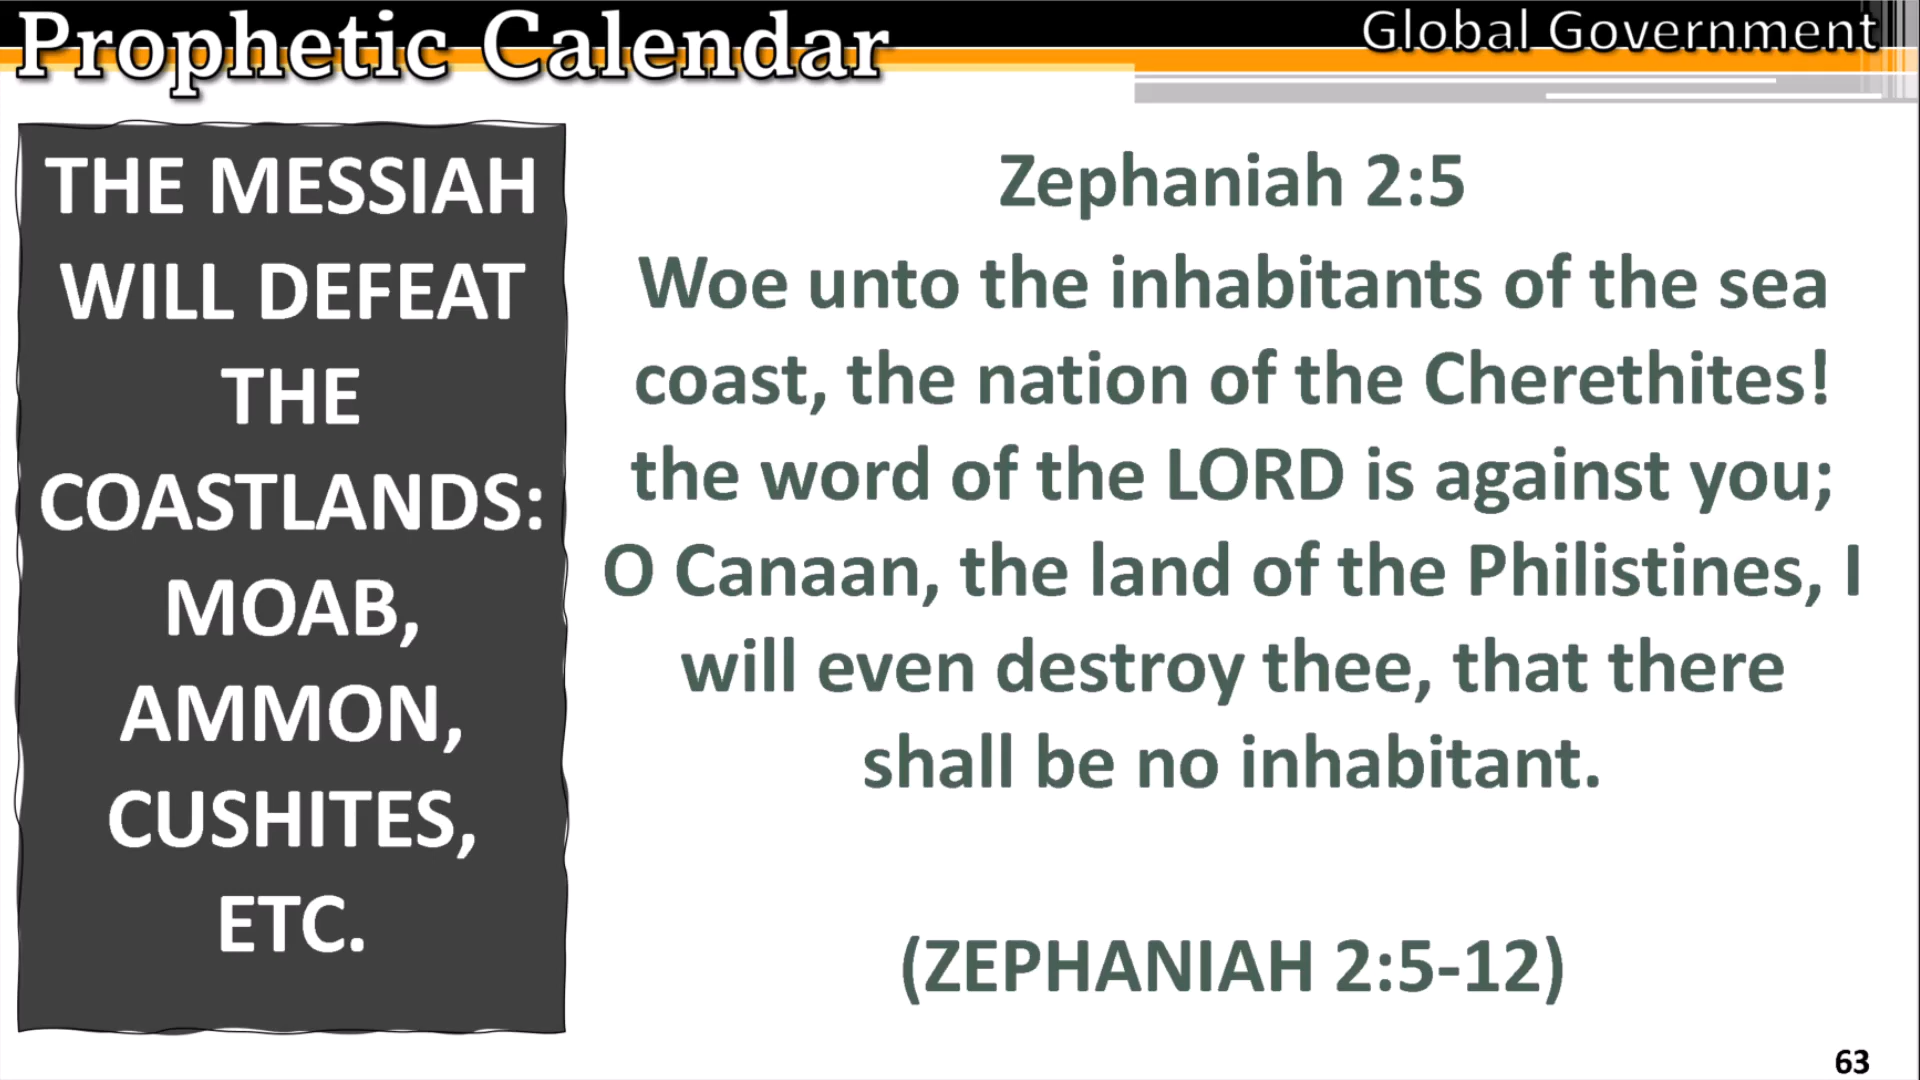 Prophetic Calendar
Global Government
THE MESSIAH
WILL DEFEAT
THE
COASTLANDS:
MOAB,
AMMON,
CUSHITES,
ETC.
Zephaniah 2:5
Woe unto the inhabitants of the sea
coast, the nation of the Cherethites!
the word of the LORD is against you;
O Canaan, the land of the Philistines, I
will even destroy thee, that there
shall be no inhabitant.
(ZEPHANIAH 2:5-12)
63